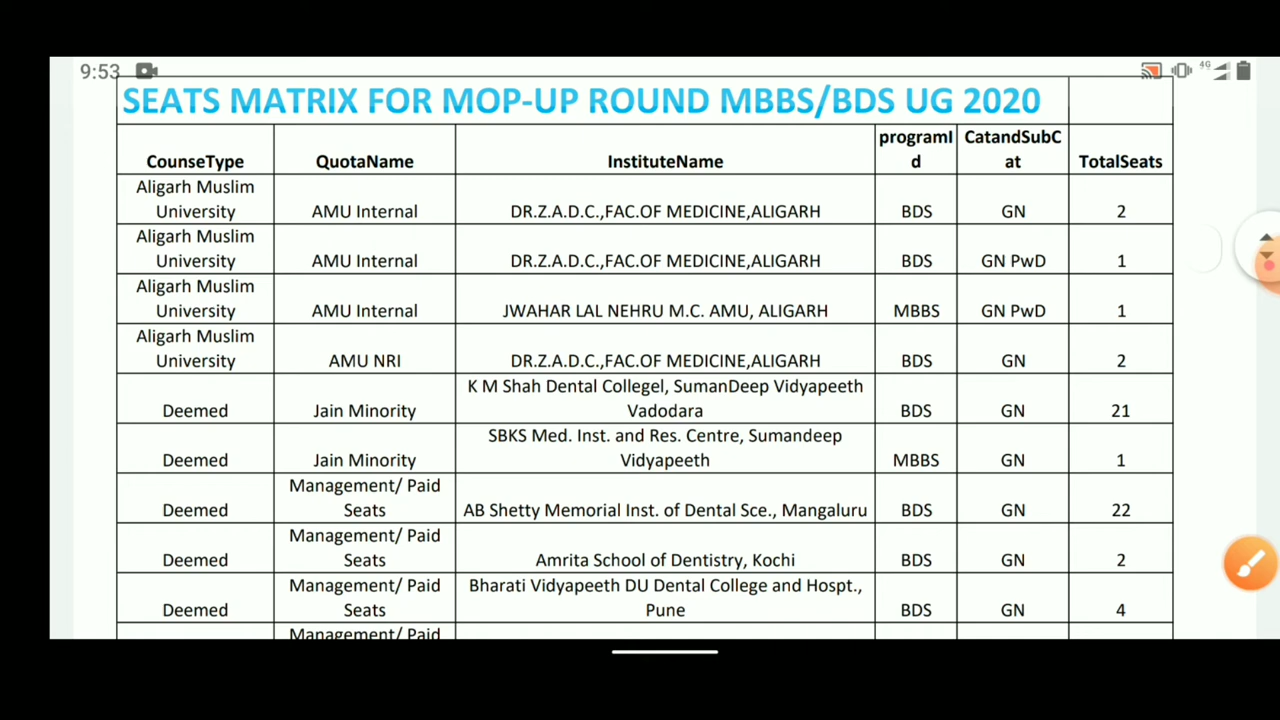 9:53
4G
SEATS MATRIX FOR MOP-UP ROUND MBBS/BDS UG 2020
CounseType QuotaName InstituteName programI
d CatandSubC
at TotalSeats
Aligarh Muslim
University AMU Internal DR.Z.A.D.C.,FAC.OF MEDICINE,ALIGARH BDS GN 2
Aligarh Muslim
University AMU Internal DR.Z.A.D.C.,FAC.OF MEDICINE,ALIGARH BDS GN PwD 1
Aligarh Muslim
University AMU Internal JWAHAR LAL NEHRU M.C. AMU, ALIGARH MBBS GN PwD 1
Aligarh Muslim
University AMU NRI DR.Z.A.D.C.,FAC.OF MEDICINE,ALIGARH BDS GN 2
Deemed Jain Minority K M Shah Dental Collegel, SumanDeep Vidyapeeth
Vadodara BDS GN 21
Deemed Jain Minority SBKS Med. Inst. and Res. Centre, Sumandeep
Vidyapeeth MBBS GN 1
Deemed Management/ Paid
Seats AB Shetty Memorial Inst. of Dental Sce., Mangaluru BDS GN 22
Deemed Management/ Paid
Seats Amrita School of Dentistry, Kochi BDS GN 2
Deemed Management/ Paid
Seats Bharati Vidyapeeth DU Dental College and Hospt.,
Pune BDS GN 4
Management/ Paid